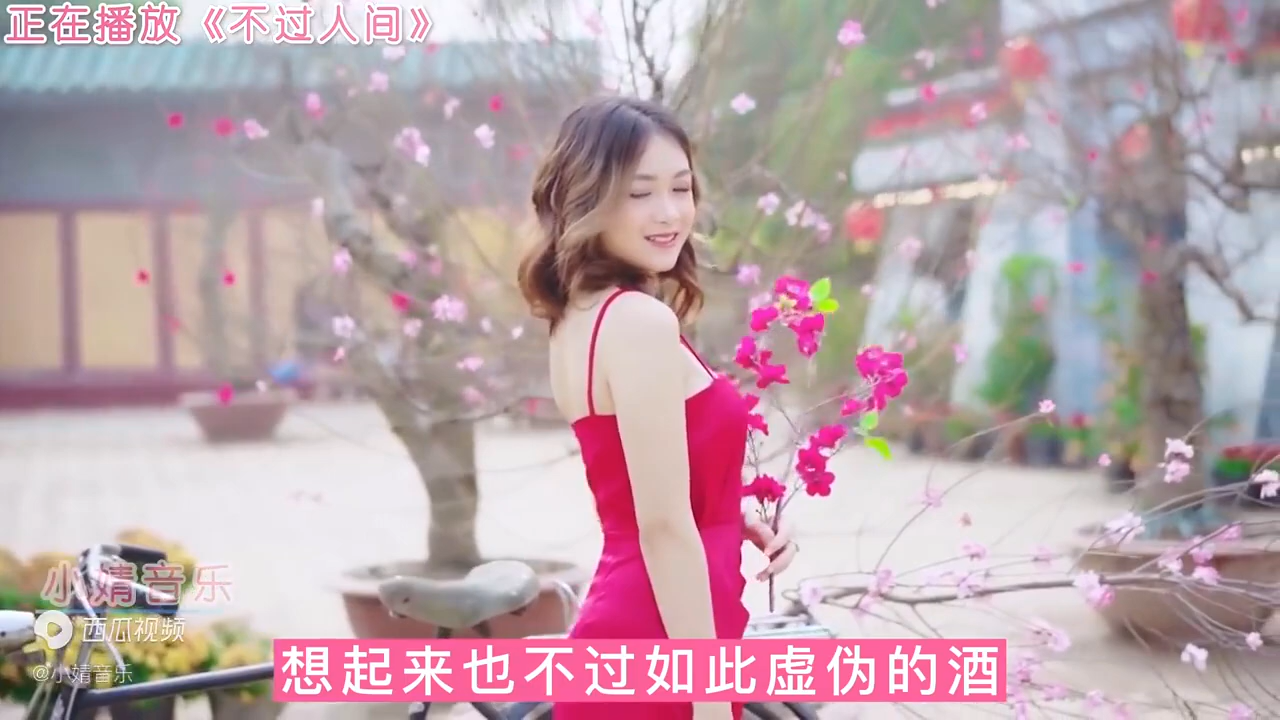 正在播放《不过人间》
小婧音乐
西瓜视频
@小婧音乐
想起来也不过如此虚伪的酒